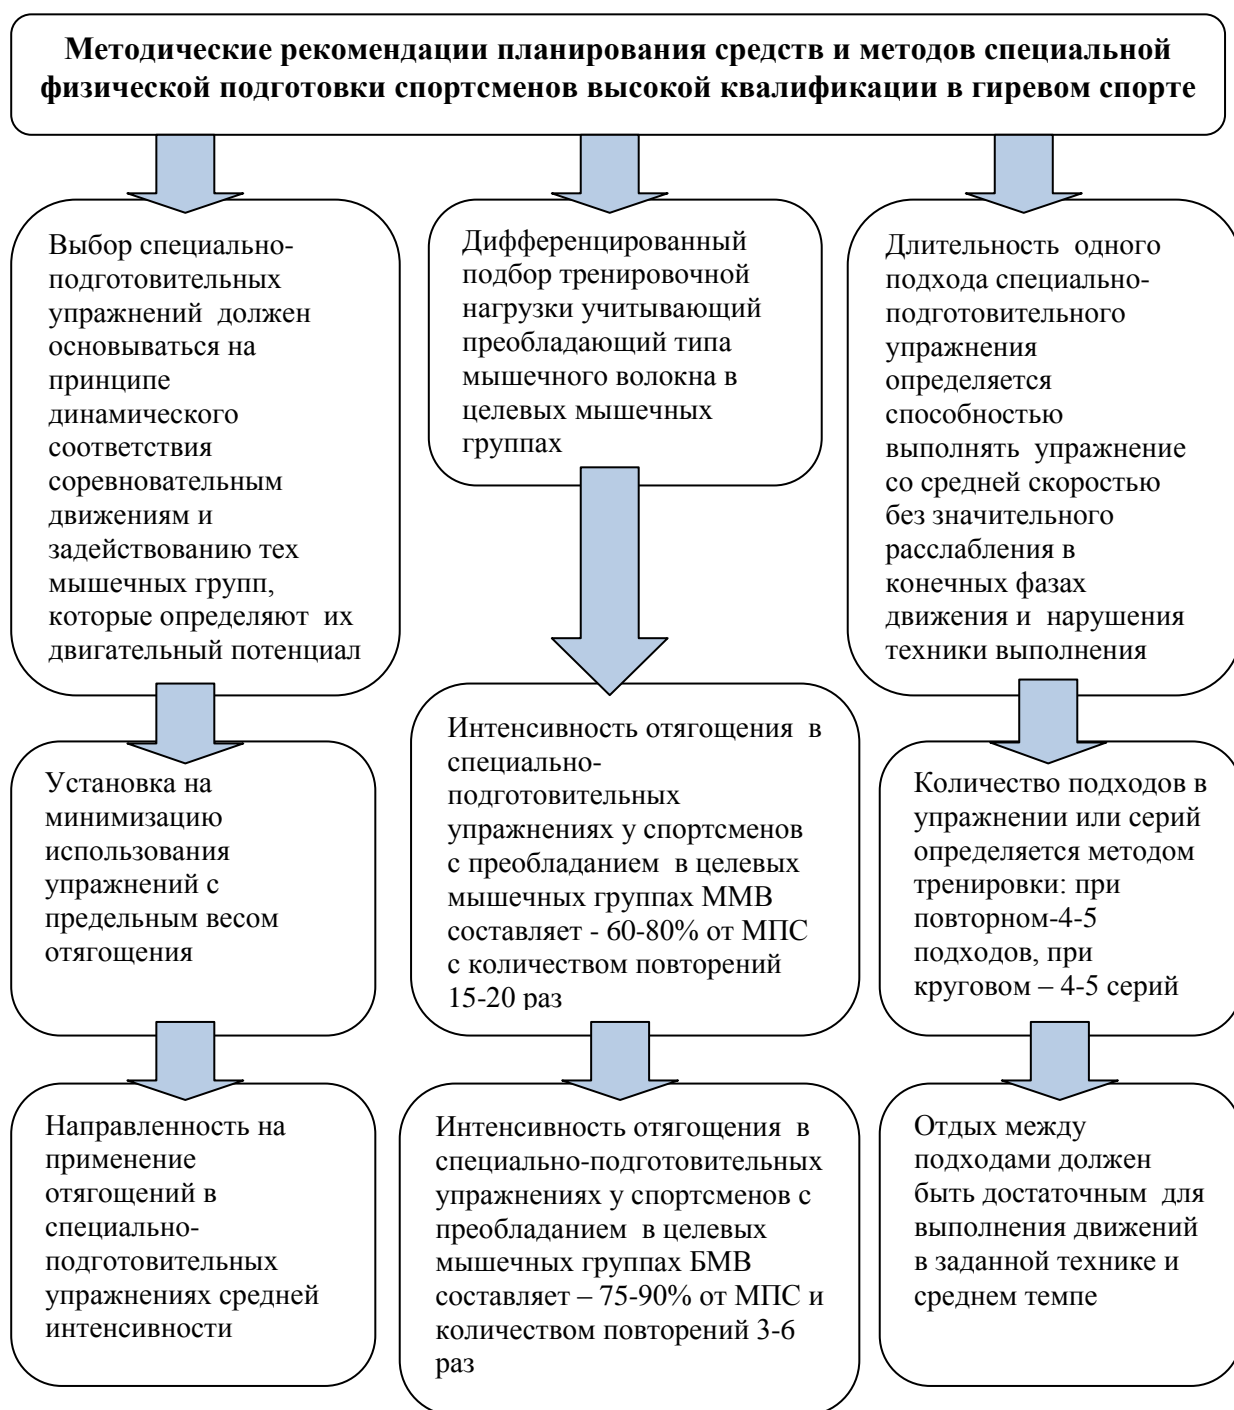 Методические рекомендации планирования средств и методов специальной
физической подготовки спортсменов высокой квалификации в гиревом спорте
Выбор специально-
подготовительных
упражнений должен
основываться на
принципе
динамического
соответствия
соревновательным
движениям и
задействованию тех
мышечных групп,
которые определяют их
двигательный потенциал
Установка на
минимизацию
использования
упражнений с
предельным весом
отягощения
Направленность на
применение
отягощений в
специально-
подготовительных
упражнениях средней
интенсивности
Дифференцированный
подбор тренировочной
нагрузки учитывающий
преобладающий типа
мышечного волокна в
целевых мышечных
группах
Интенсивность отягощения в
специально-
подготовительных
упражнениях у спортсменов
с преобладанием в целевых
мышечных группах ММВ
составляет - 60-80% от МПС
с количеством повторений
15-20 раз
Интенсивность отягощения в
специально-подготовительных
упражнениях у спортсменов с
преобладанием в целевых
мышечных группах БМВ
составляет – 75-90% от МПС и
количеством повторений 3-6
раз
Длительность одного
подхода специально-
подготовительного
упражнения
определяется
способностью
выполнять упражнение
со средней скоростью
без значительного
расслабления в
конечных фазах
движения и нарушения
техники выполнения
Количество подходов в
упражнении или серий
определяется методом
тренировки: при
повторном-4-5
подходов, при
круговом – 4-5 серий
Отдых между
подходами должен
быть достаточным для
выполнения движений
в заданной технике и
среднем темпе